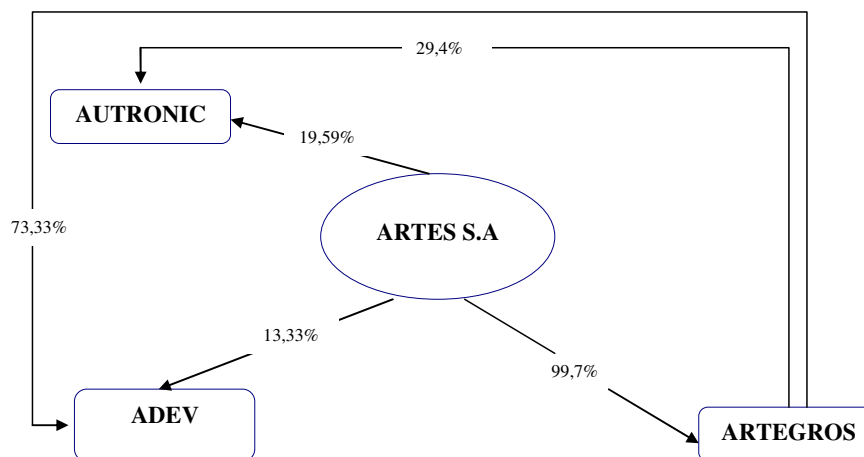 29,4%
AUTRONIC
19,59%
73,33%
ARTES S.A
13,33%
99,7%
ADEV
ARTEGROS